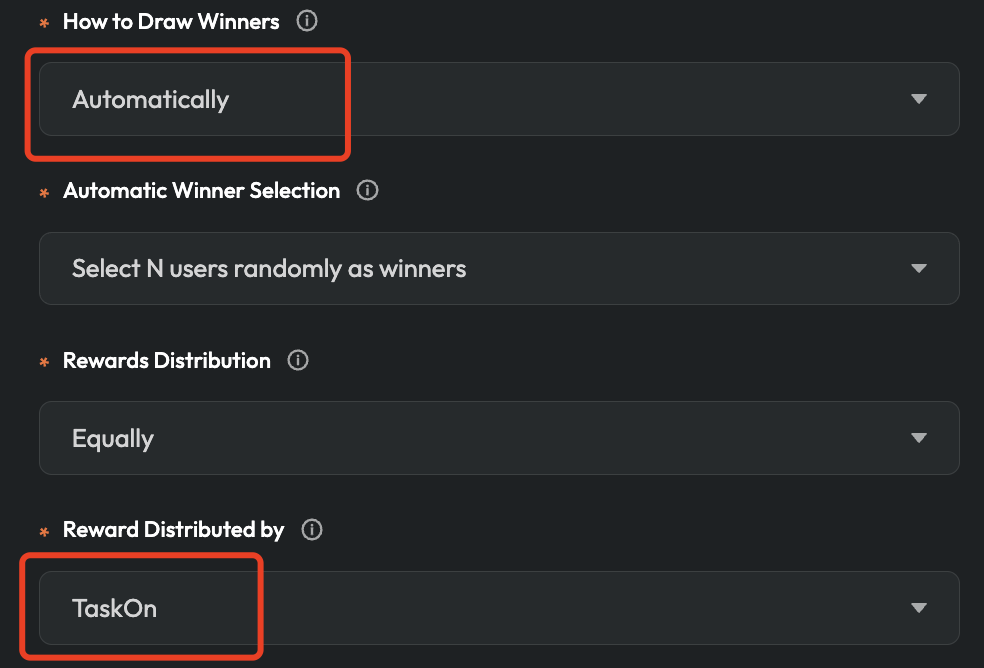 * How to Draw Winners
Automatically
* Automatic Winner Selection
Select N users randomly as winners
* Rewards Distribution
Equally
* Reward Distributed by
TaskOn